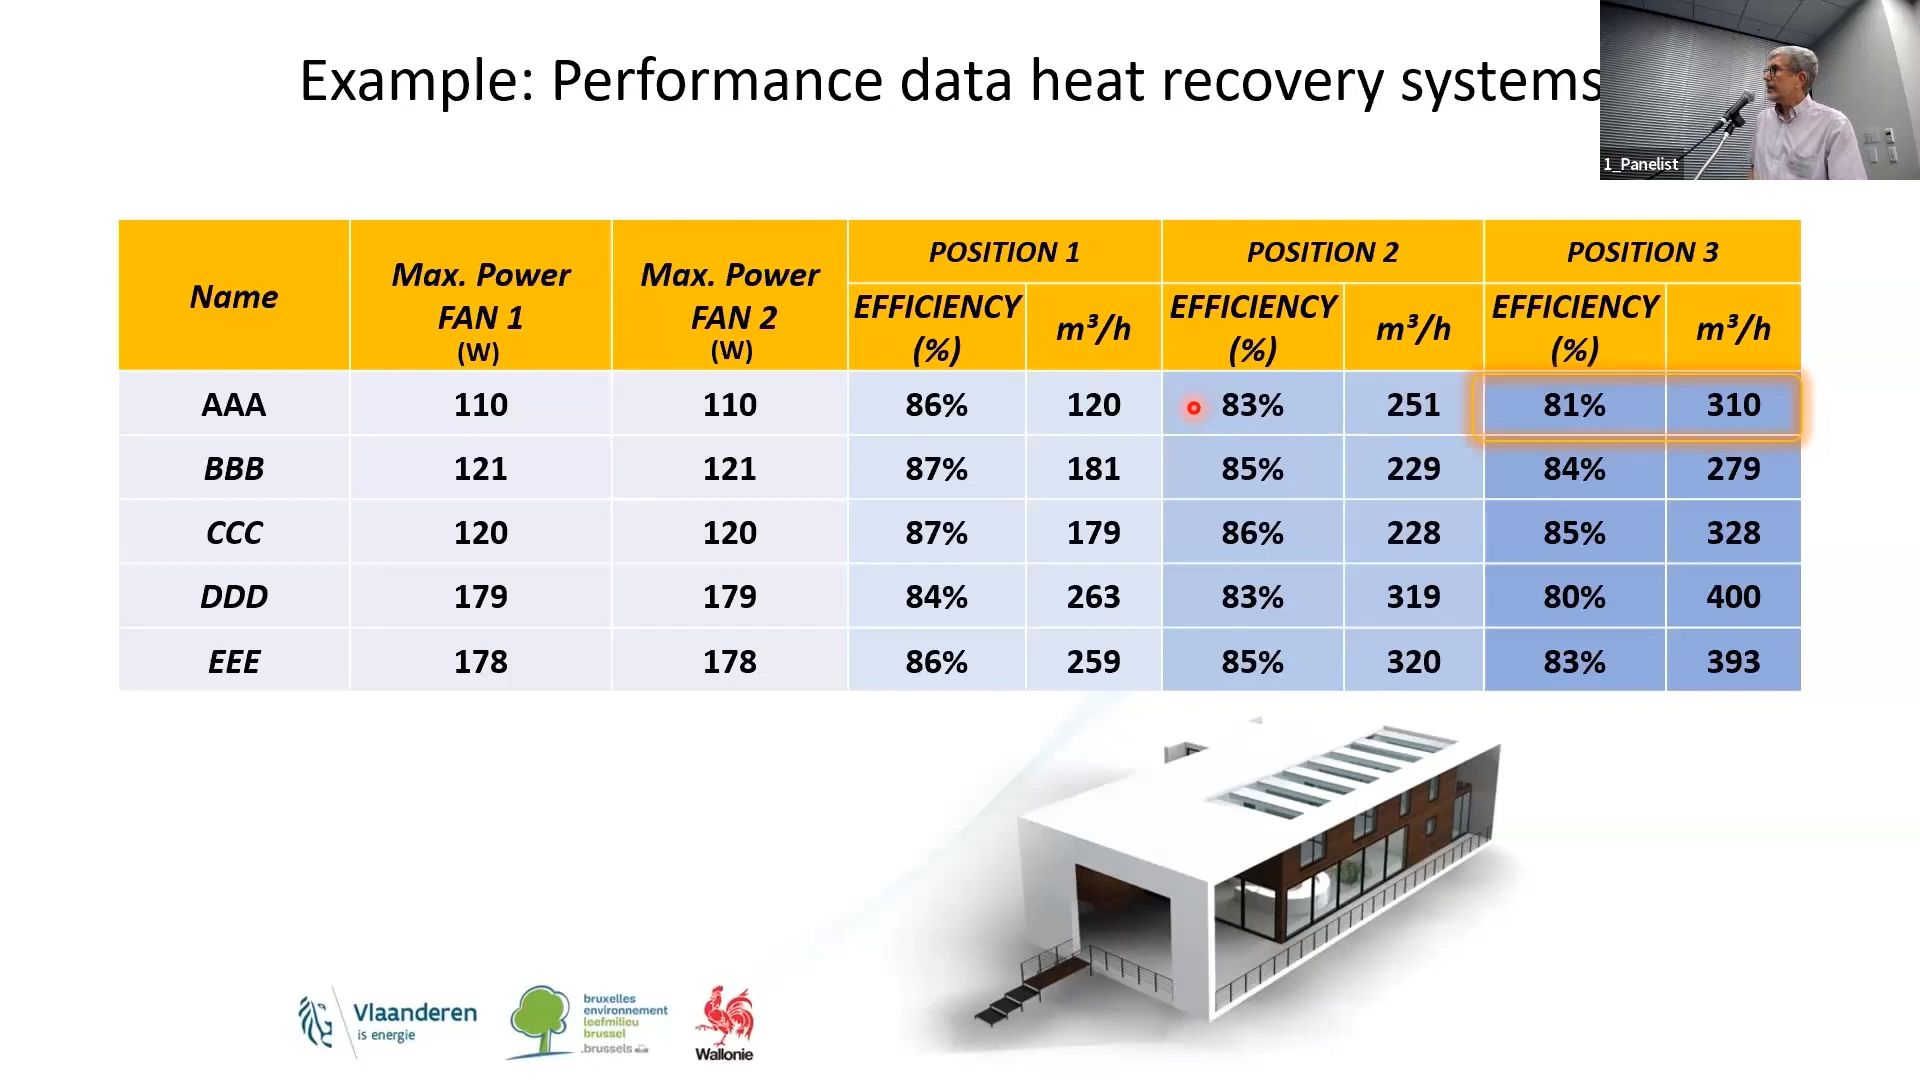 Example: Performance data heat recovery systems
1_Panelist
Name
Max. Power
FAN 1
(W)
Max. Power
FAN 2
(W)
POSITION 1
POSITION 2
POSITION 3
EFFICIENCY
(%)
m³/h
EFFICIENCY
(%)
m³/h
EFFICIENCY
(%)
m³/h
AAA 110 110 86% 120 83% 251 81% 310
BBB 121 121 87% 181 85% 229 84% 279
CCC 120 120 87% 179 86% 228 85% 328
DDD 179 179 84% 263 83% 319 80% 400
EEE 178 178 86% 259 85% 320 83% 393
Vlaanderen
is energie
bruxelles
environnement
leefmilieu
brussel
.brussels
Wallonie